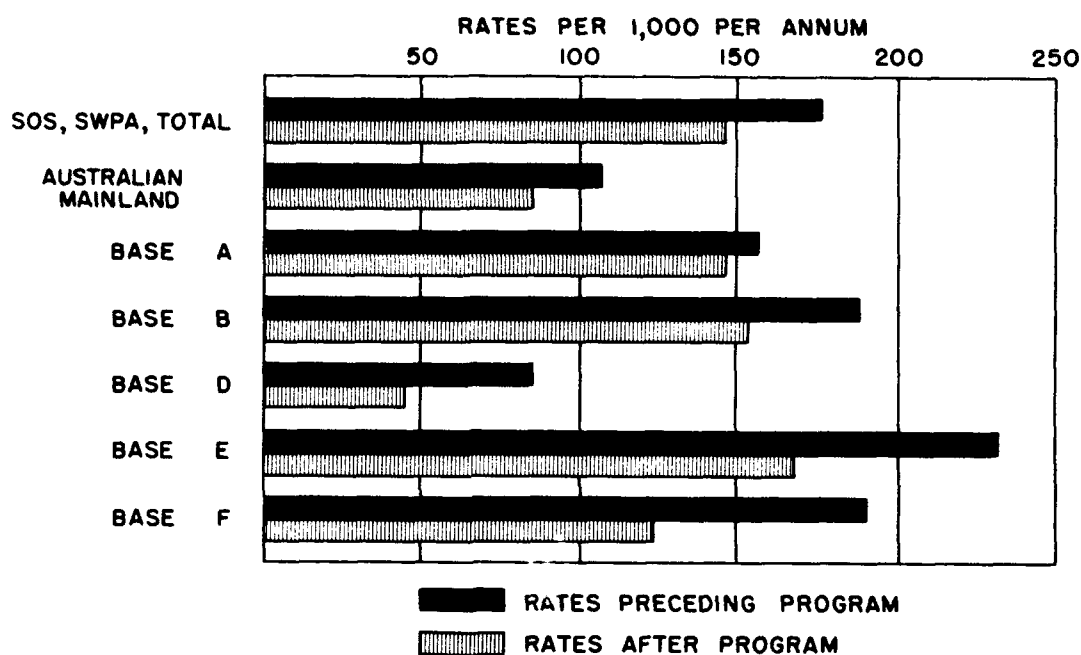 RATES PER 1,000 PER ANNUM
50 100 150 200 250
SOS, SWPA, TOTAL
AUSTRALIAN
MAINLAND
BASE A
BASE B
BASE D
BASE E
BASE F
RATES PRECEDING PROGRAM
RATES AFTER PROGRAM